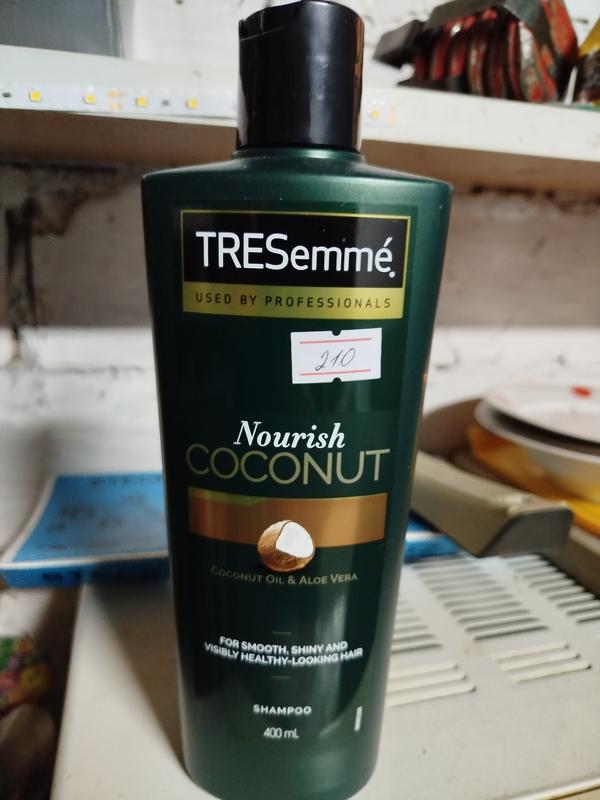 TRESemmé
USED BY PROFESSIONALS
210
Nourish
COCONUT
COCONUT OIL & ALOE VERA
FOR SMOOTH, SHINY AND
VISIBLY HEALTHY-LOOKING HAIR
SHAMPOO
400 mL